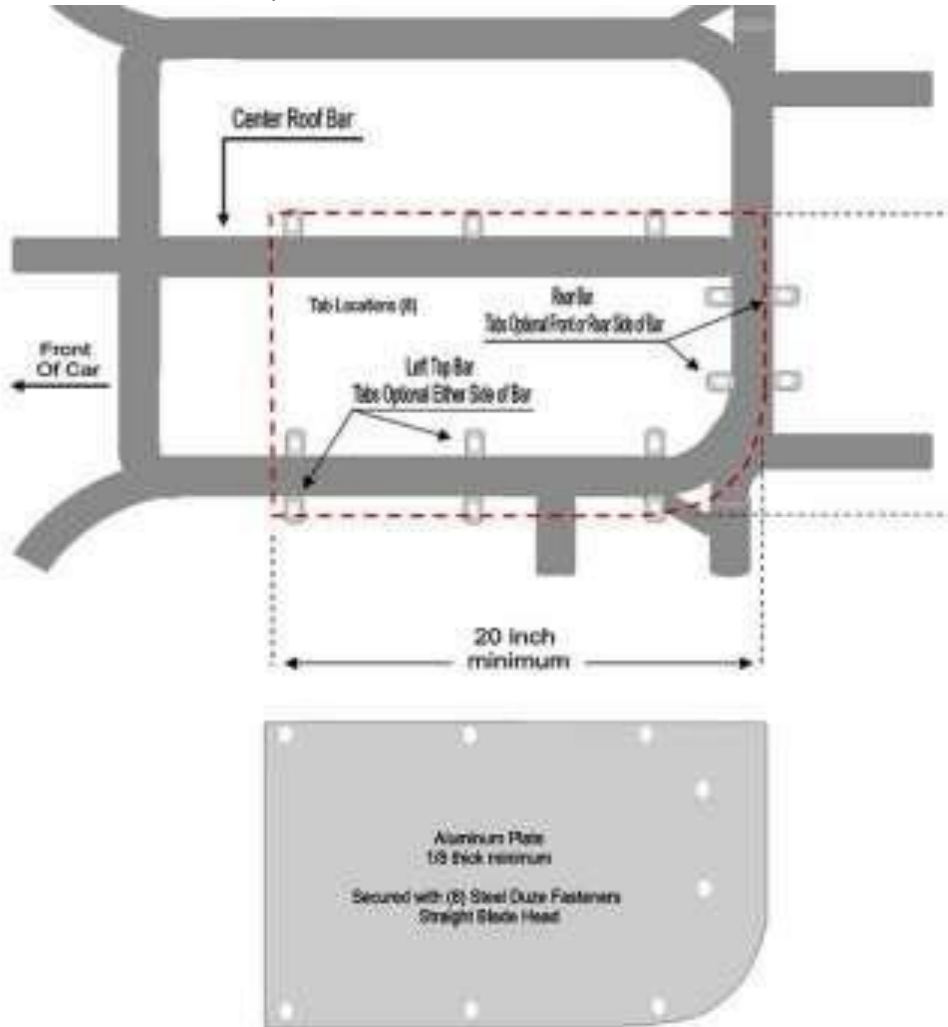 Center Roof Bar
Tab Locations (8)
Rear Bar
Tabs Optional Front or Rear Side of Bar
Front
Of Car
Left Top Bar
Tabs Optional Either Side of Bar
20 inch
minimum
Aluminum Plate
1/8 thick minimum
Secured with (8) Steel Duze Fasteners
Straight Blade Head